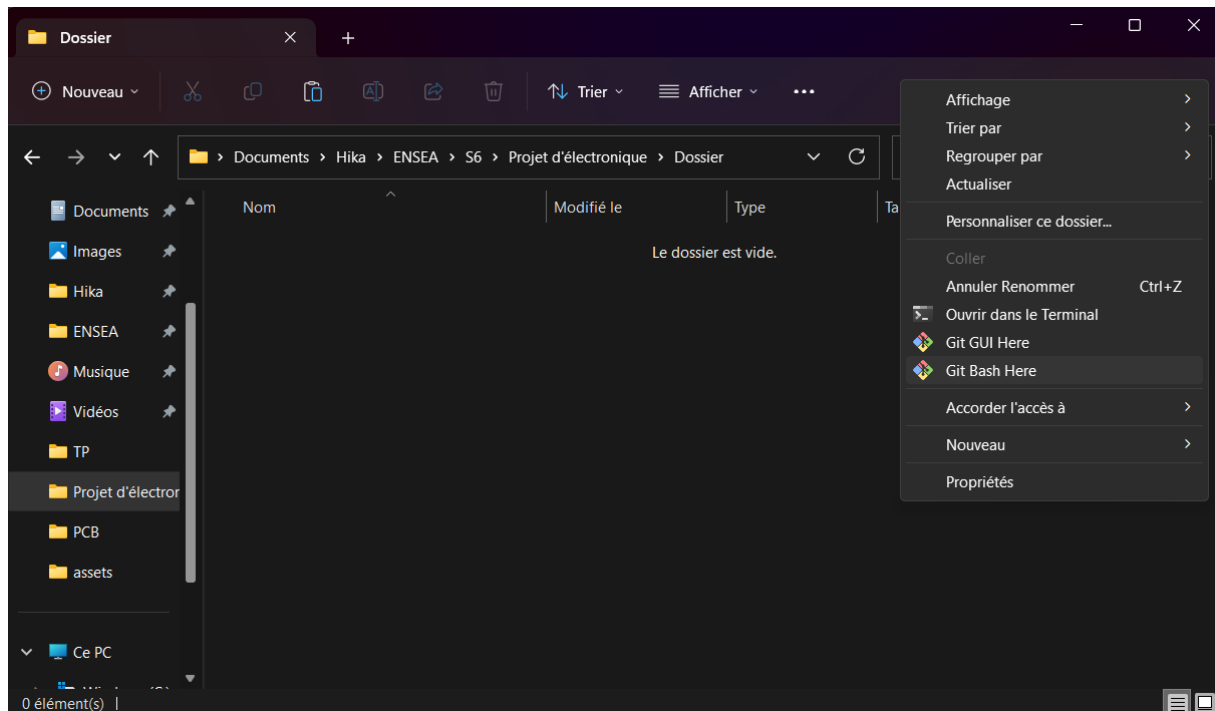 Dossier
Nouveau
Trier
Afficher
Documents > Hika > ENSEA > S6 > Projet d'électronique > Dossier
Nom
Modifié le
Type
Ta
Le dossier est vide.
Documents
Images
Hika
ENSEA
Musique
Vidéos
TP
Projet d'électror
PCB
assets
Ce PC
0 élément(s)
Affichage
Trier par
Regrouper par
Actualiser
Personnaliser ce dossier...
Coller
Annuler Renommer Ctrl+Z
Ouvrir dans le Terminal
Git GUI Here
Git Bash Here
Accorder l'accès à
Nouveau
Propriétés